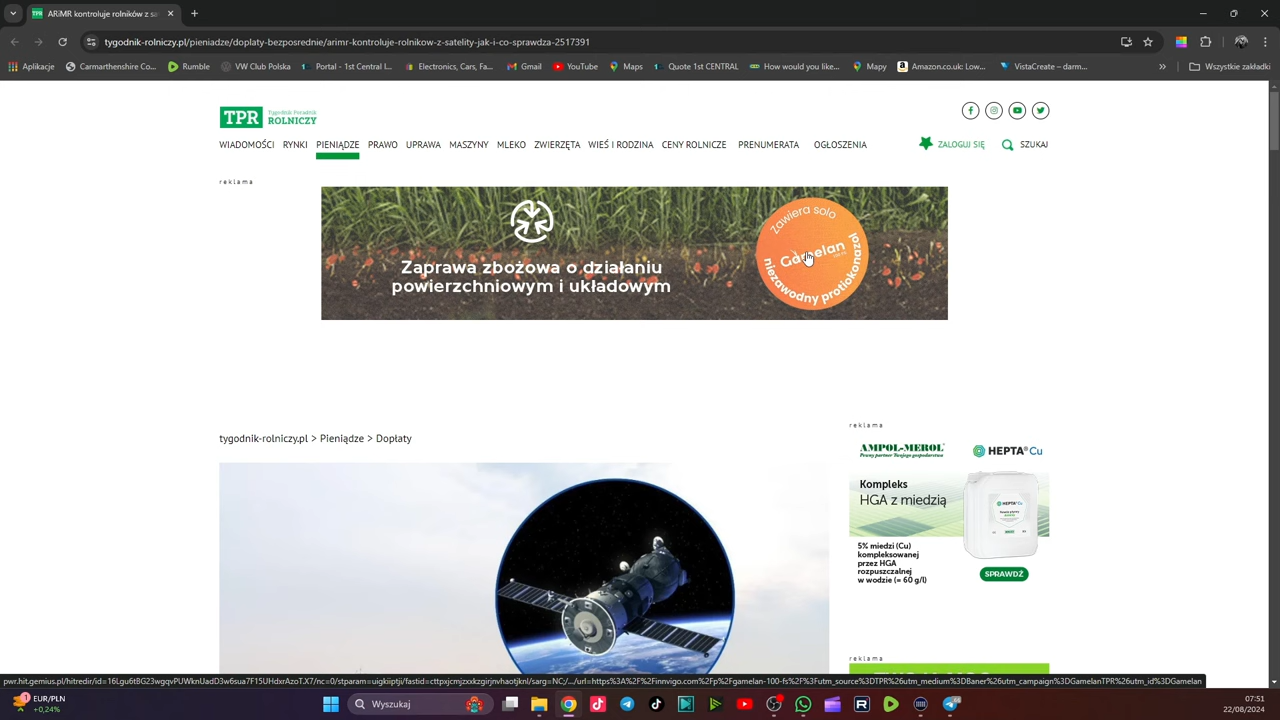 ARiMR kontroluje rolników z sa
tygodnik-rolniczy.pl/pieniadze/doplaty-bezposrednie/arimr-kontroluje-rolnikow-z-satelity-jak-i-co-sprawdza-2517391
Aplikacje
Carmarthenshire Co...
Rumble
VW Club Polska
Portal - 1st Central I...
Electronics, Cars, Fa...
Gmail
YouTube
Maps
Quote 1st CENTRAL
How would you like...
Mapy
Amazon.co.uk: Low...
VistaCreate – darm...
Wszystkie zakładki
TPR Tygodnik Poradnik
ROLNICZY
WIADOMOŚCI RYNKI PIENIĄDZE PRAWO UPRAWA MASZYNY MLEKO ZWIERZĘTA WIEŚ I RODZINA CENY ROLNICZE PRENUMERATA OGŁOSZENIA
ZALOGUJ SIĘ SZUKAJ
reklama
Zaprawa zbożowa o działaniu
powierzchniowym i układowym
Zawiera solo
Gamelan
niezawodny protiokonazol
tygodnik-rolniczy.pl > Pieniądze > Dopłaty
reklama
AMPOL-MEROL
HEPTA Cu
Kompleks
HGA z miedzią
5% miedzi (Cu)
kompleksowanej
przez HGA
rozpuszczalnej
w wodzie (= 60 g/l)
SPRAWDŹ
reklama
EUR/PLN
+0,24%
Wyszukaj
07:51
22/08/2024